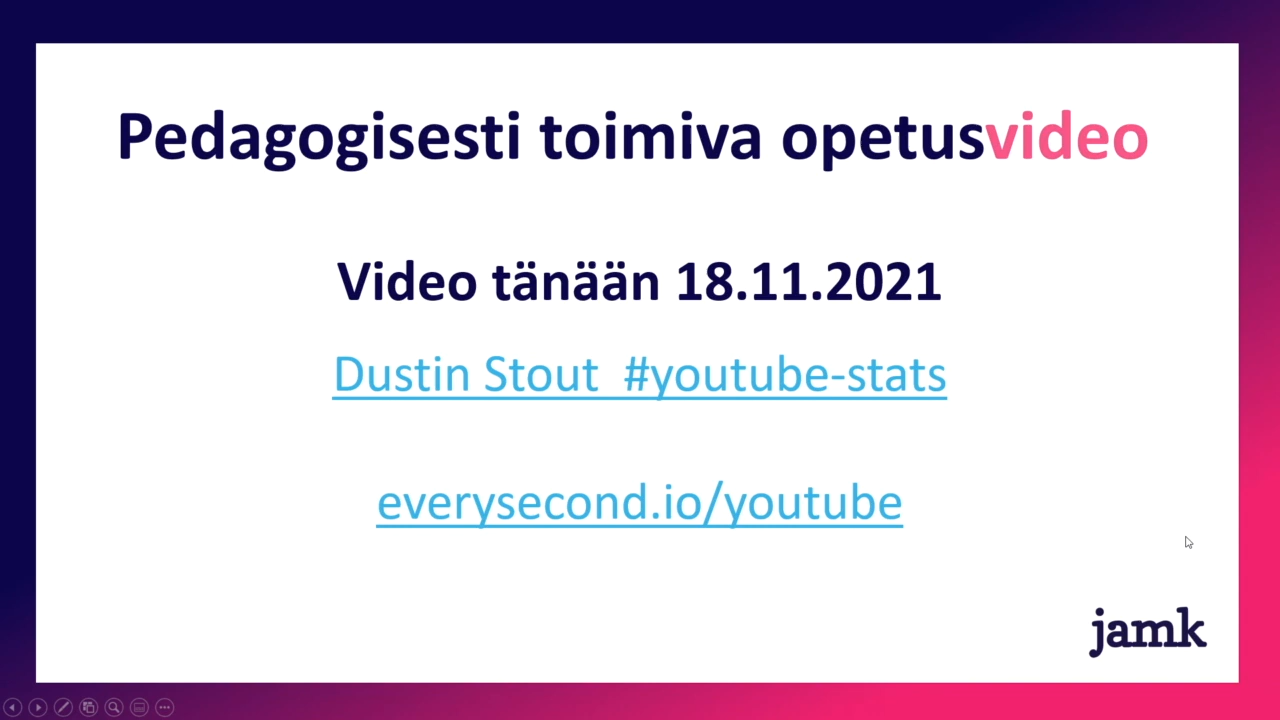 Pedagogisesti toimiva opetusvideo
Video tänään 18.11.2021
Dustin Stout #youtube-stats
everysecond.io/youtube
jamk